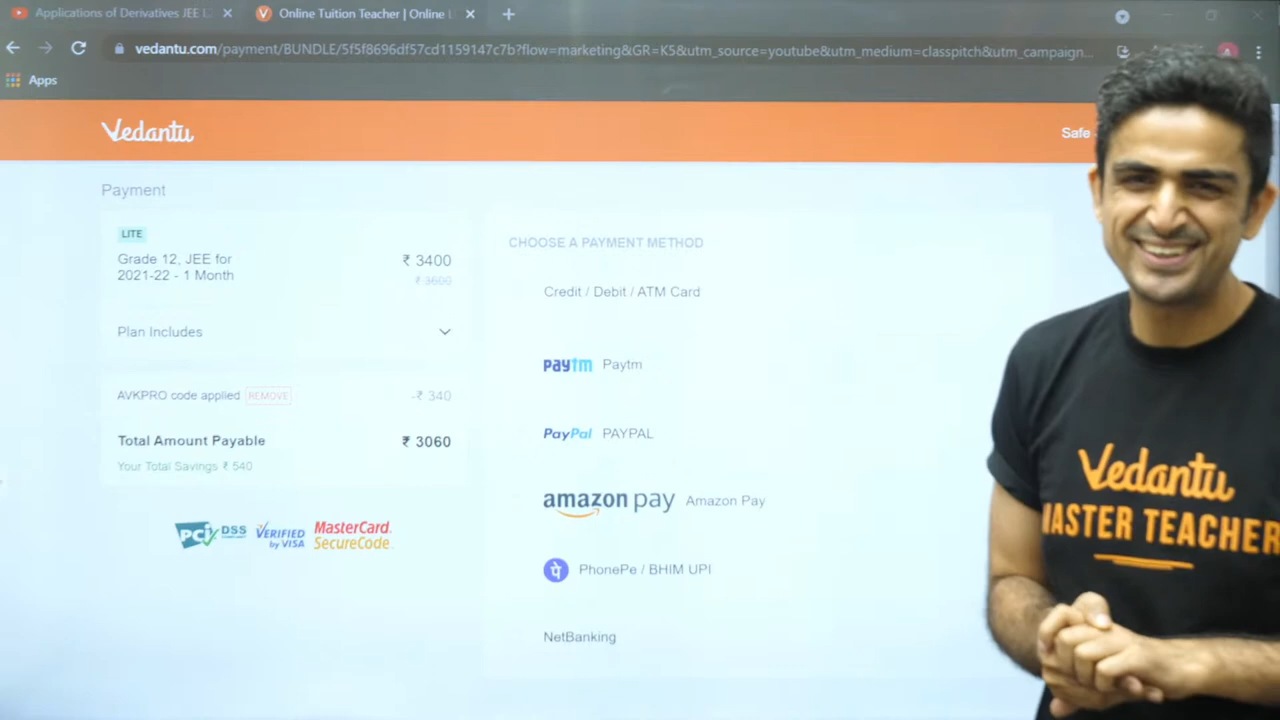 Applications of Derivatives JEE
Online Tuition Teacher | Online
vedantu.com/payment/BUNDLE/5f5f8696df57cd1159147c7b?flow=marketing&GR=K5&utm_source=youtube&utm_medium=classpitch&utm_campaign...
Apps
Vedantu
Safe
Payment
LITE
Grade 12, JEE for
2021-22 - 1 Month
₹ 3400
₹ 3600
Plan Includes
AVKPRO code applied REMOVE -₹ 340
Total Amount Payable ₹ 3060
Your Total Savings ₹ 540
PCI DSS
VERIFIED
by VISA
MasterCard.
SecureCode.
CHOOSE A PAYMENT METHOD
Credit / Debit / ATM Card
paytm Paytm
PayPal PAYPAL
amazon pay Amazon Pay
पे PhonePe / BHIM UPI
NetBanking
Vedantu
MASTER TEACHER